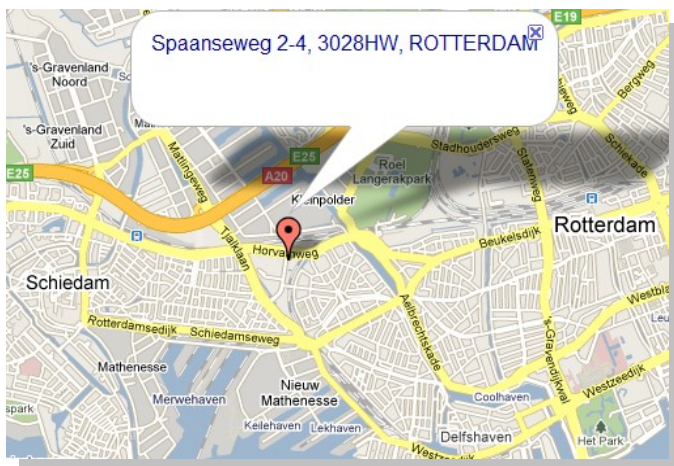 Spaanseweg 2-4, 3028HW, ROTTERDAM
E19
's-Gravenland
Noord
's-Gravenland
Zuid
Matlingeweg
E25
E25
A20
Stadhoudersweg
Statenweg
Schiekade
Bergweg
Roel
Langerakpark
Kleinpolder
Horvathweg
Tjalklaan
Beukelsdijk
Rotterdam
Schiedam
Rotterdamsedijk
Schiedamseweg
Aelbrechtskade
's-Gravendijkwal
Mathenesse
Merwehaven
Nieuw
Mathenesse
Keilehaven
Lekhaven
Coolhaven
Westzeedijk
Westzeedijk
Delfshaven
Het Park